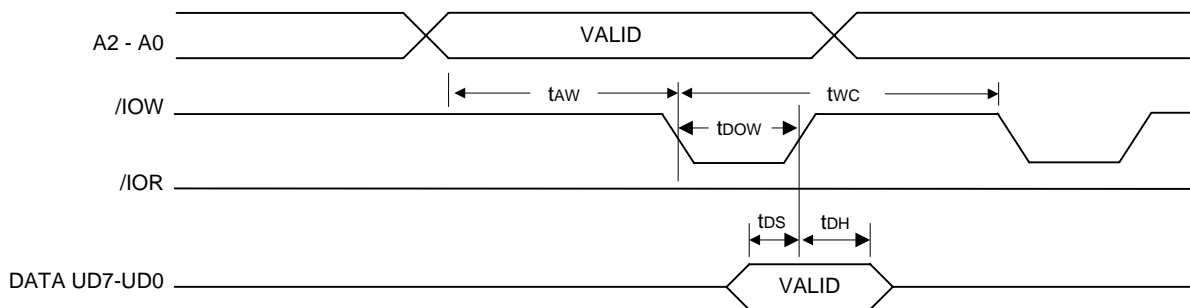 A2 - A0
VALID
tAW
tWC
/IOW
tDOW
/IOR
tDS
tDH
DATA UD7-UD0
VALID